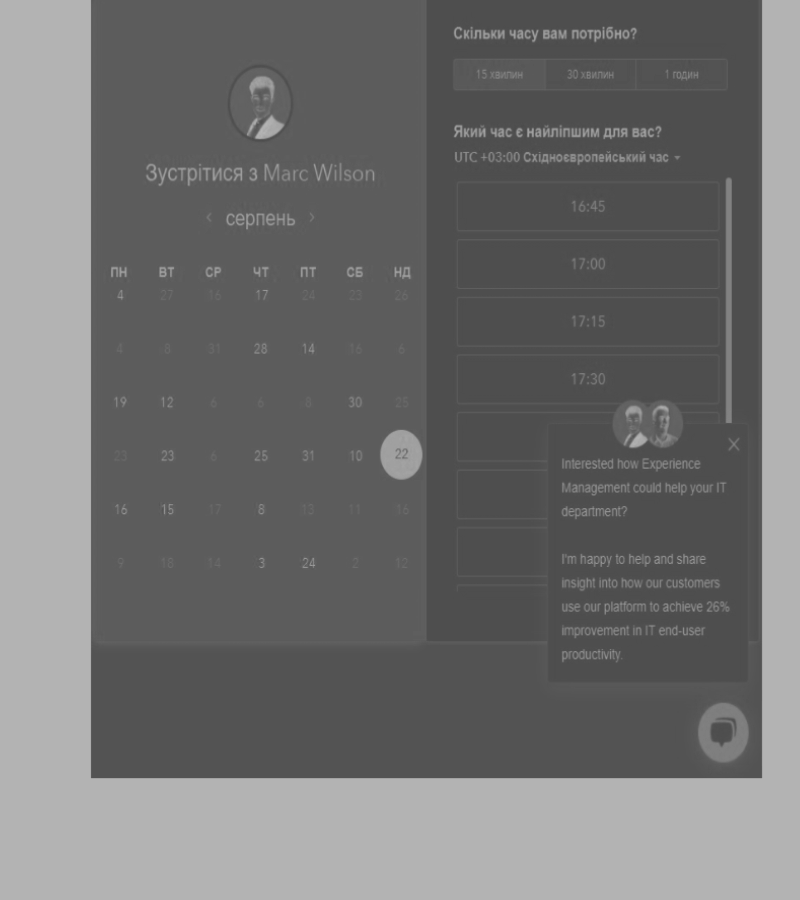 Зустрітися з Marc Wilson
серпень
ПН ВТ СР ЧТ ПТ СБ НД
4 27 16 17 24 23 26
4 8 31 28 14 16 6
19 12 6 6 8 30 25
23 23 6 25 31 10 22
16 15 17 8 13 11 16
9 18 14 3 24 2 12
Скільки часу вам потрібно?
15 хвилин 30 хвилин 1 годин
Який час є найліпшим для вас?
UTC +03:00 Східноєвропейський час
16:45
17:00
17:15
17:30
Interested how Experience
Management could help your IT
department?
I'm happy to help and share
insight into how our customers
use our platform to achieve 26%
improvement in IT end-user
productivity.